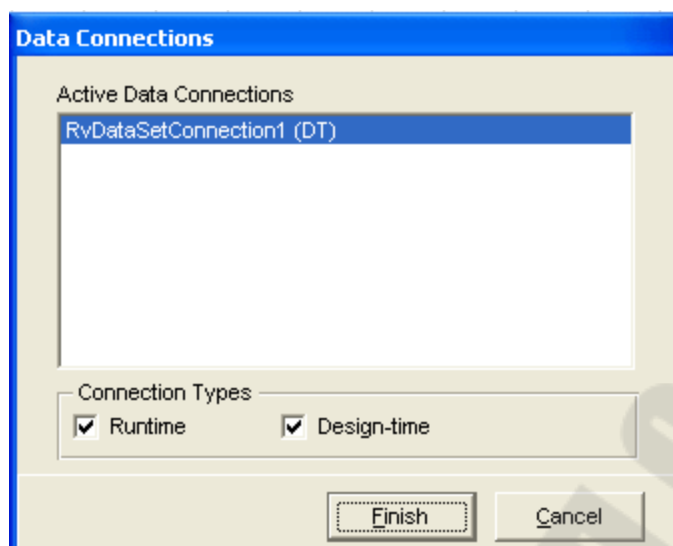 Data Connections
Active Data Connections
RvDataSetConnection1 (DT)
Connection Types
Runtime Design-time
Finish Cancel